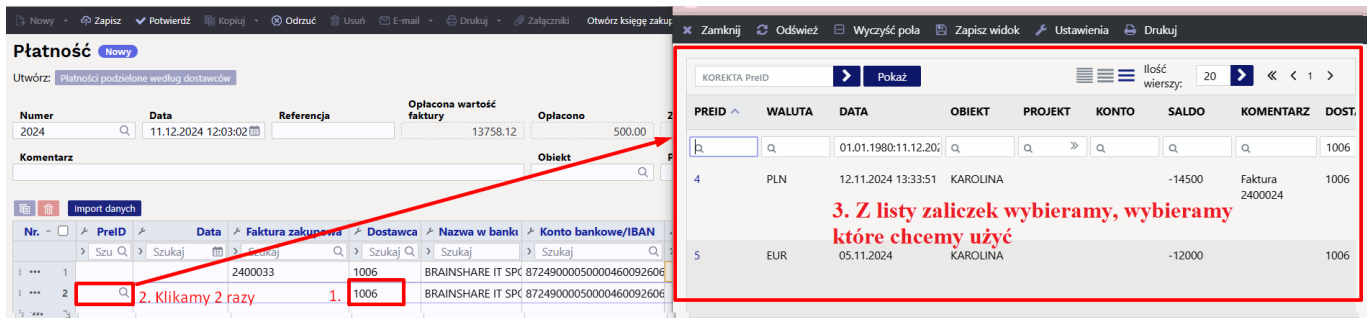 Nowy Zapisz Potwierdź Kopiuj Odrzuć Usuń E-mail Drukuj Załączniki Otwórz księgę zakup
Płatność Nowy
Utwórz: Płatności podzielone według dostawców
Numer Data Referencja Opłacona wartość faktury Opłacono Z
2024 11.12.2024 12:03:02 13758.12 500.00
Komentarz Obiekt P
Import danych
Nr. PreID Data Faktura zakupowa Dostawca Nazwa w banku Konto bankowe/IBAN
Szu Szukaj Szukaj Szukaj Szukaj Szukaj
1 2400033 1006 BRAINSHARE IT SPO 87249000050000460092606
2 1006 BRAINSHARE IT SPO 87249000050000460092606
3
2. Klikamy 2 razy
1.
Zamknij Odśwież Wyczyść pola Zapisz widok Ustawienia Drukuj
KOREKTA PreID Pokaż Ilość wierszy: 20 1
PREID WALUTA DATA OBIEKT PROJEKT KONTO SALDO KOMENTARZ DOSTA
01.01.1980:11.12.202 1006
4 PLN 12.11.2024 13:33:51 KAROLINA -14500 Faktura 2400024 1006
3. Z listy zaliczek wybieramy, wybieramy
które chcemy użyć
5 EUR 05.11.2024 KAROLINA -12000 1006